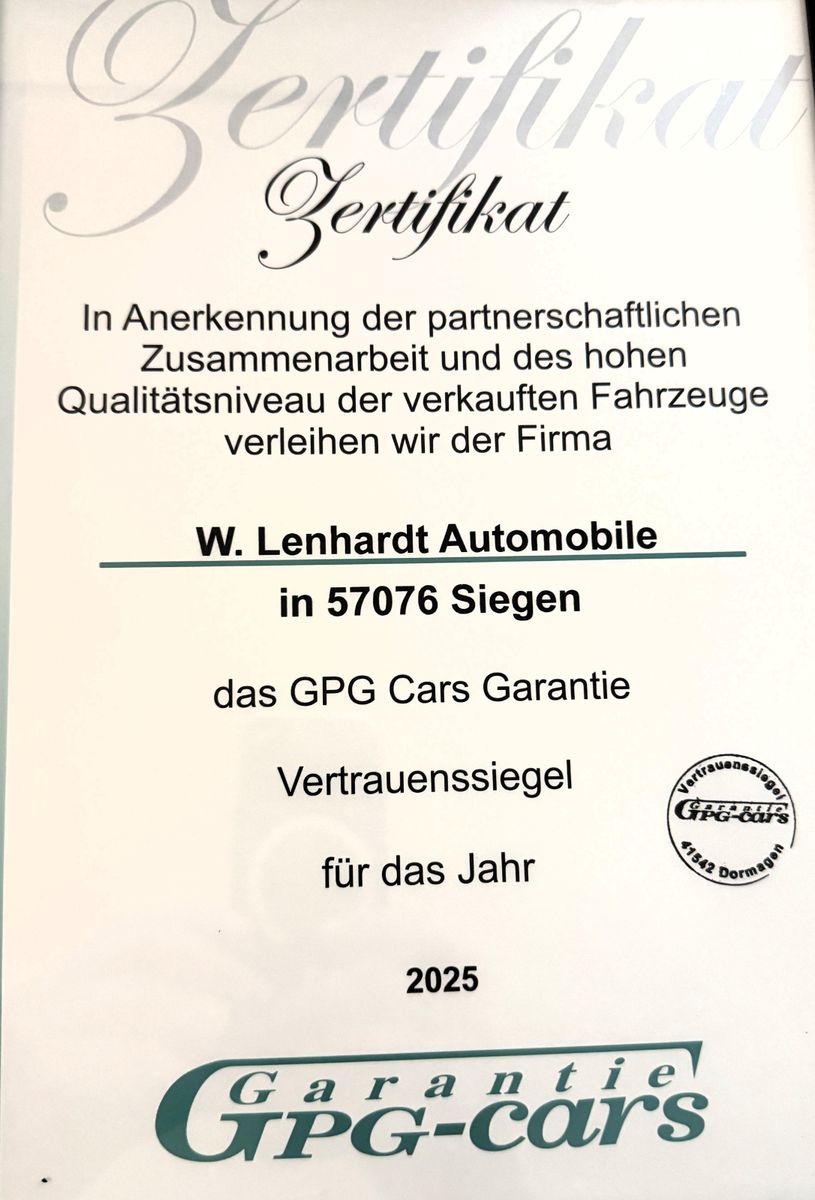 Zertifikat
Zertifikat
In Anerkennung der partnerschaftlichen
Zusammenarbeit und des hohen
Qualitätsniveau der verkauften Fahrzeuge
verleihen wir der Firma
W. Lenhardt Automobile
in 57076 Siegen
das GPG Cars Garantie
Vertrauenssiegel
für das Jahr
Vertrauenssiegel
Garantie
GPG-cars
41542 Dormagen
2025
Garantie
GPG-cars